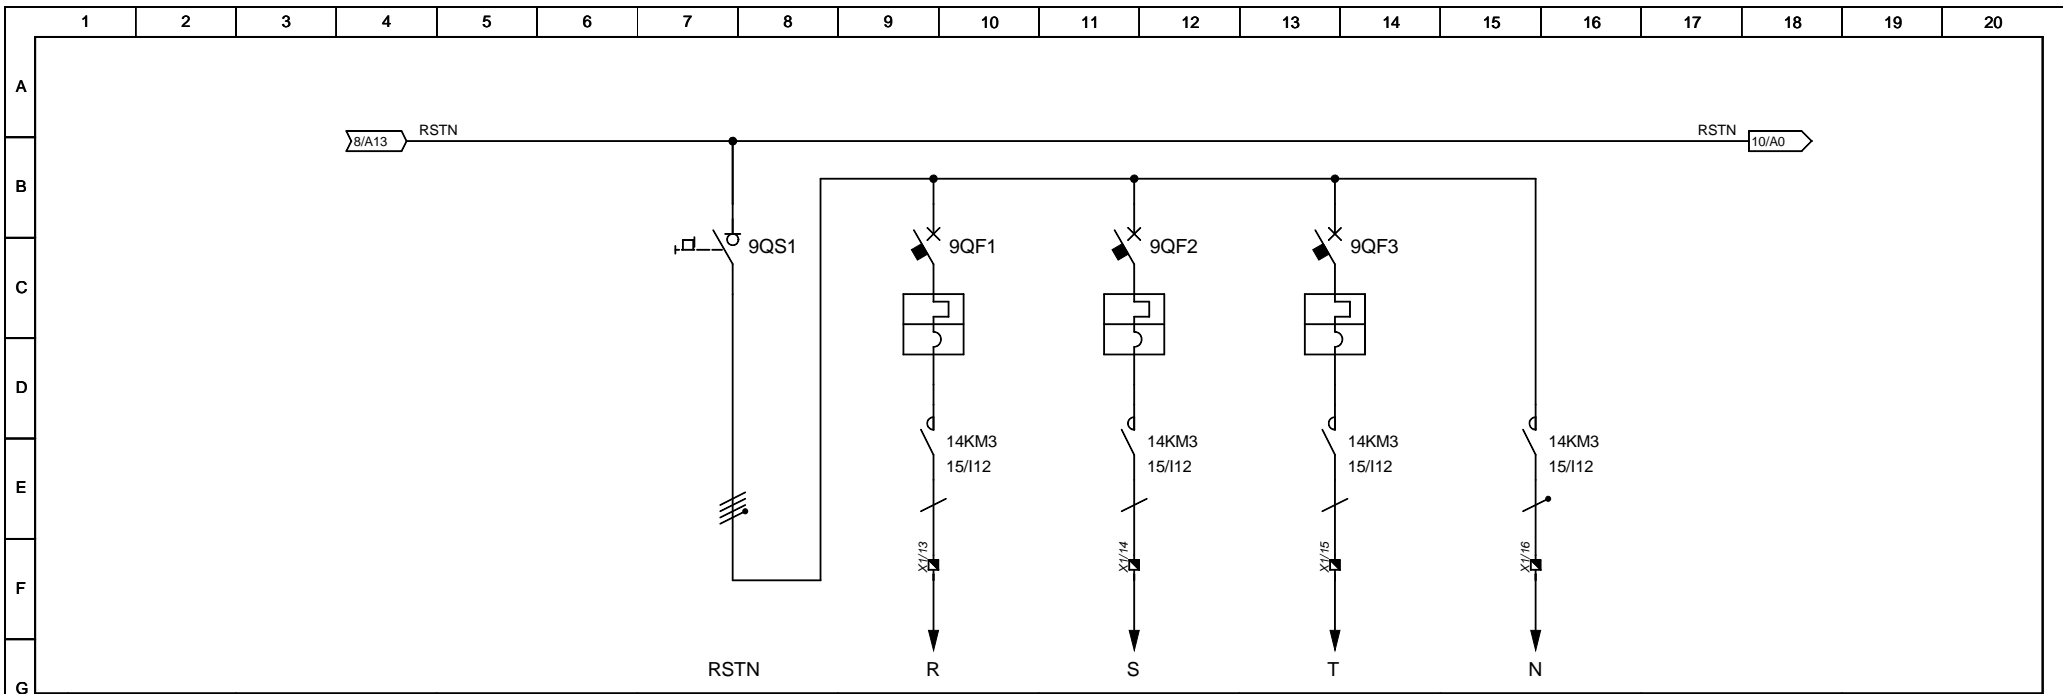 1 2 3 4 5 6 7 8 9 10 11 12 13 14 15 16 17 18 19 20
A
RSTN RSTN
8/A13 10/A0
B
9QS1 9QF1 9QF2 9QF3
C
D
14KM3 14KM3 14KM3 14KM3
15/I12 15/I12 15/I12 15/I12
E
X1/13 X1/14 X1/15 X1/16
F
RSTN R S T N
G